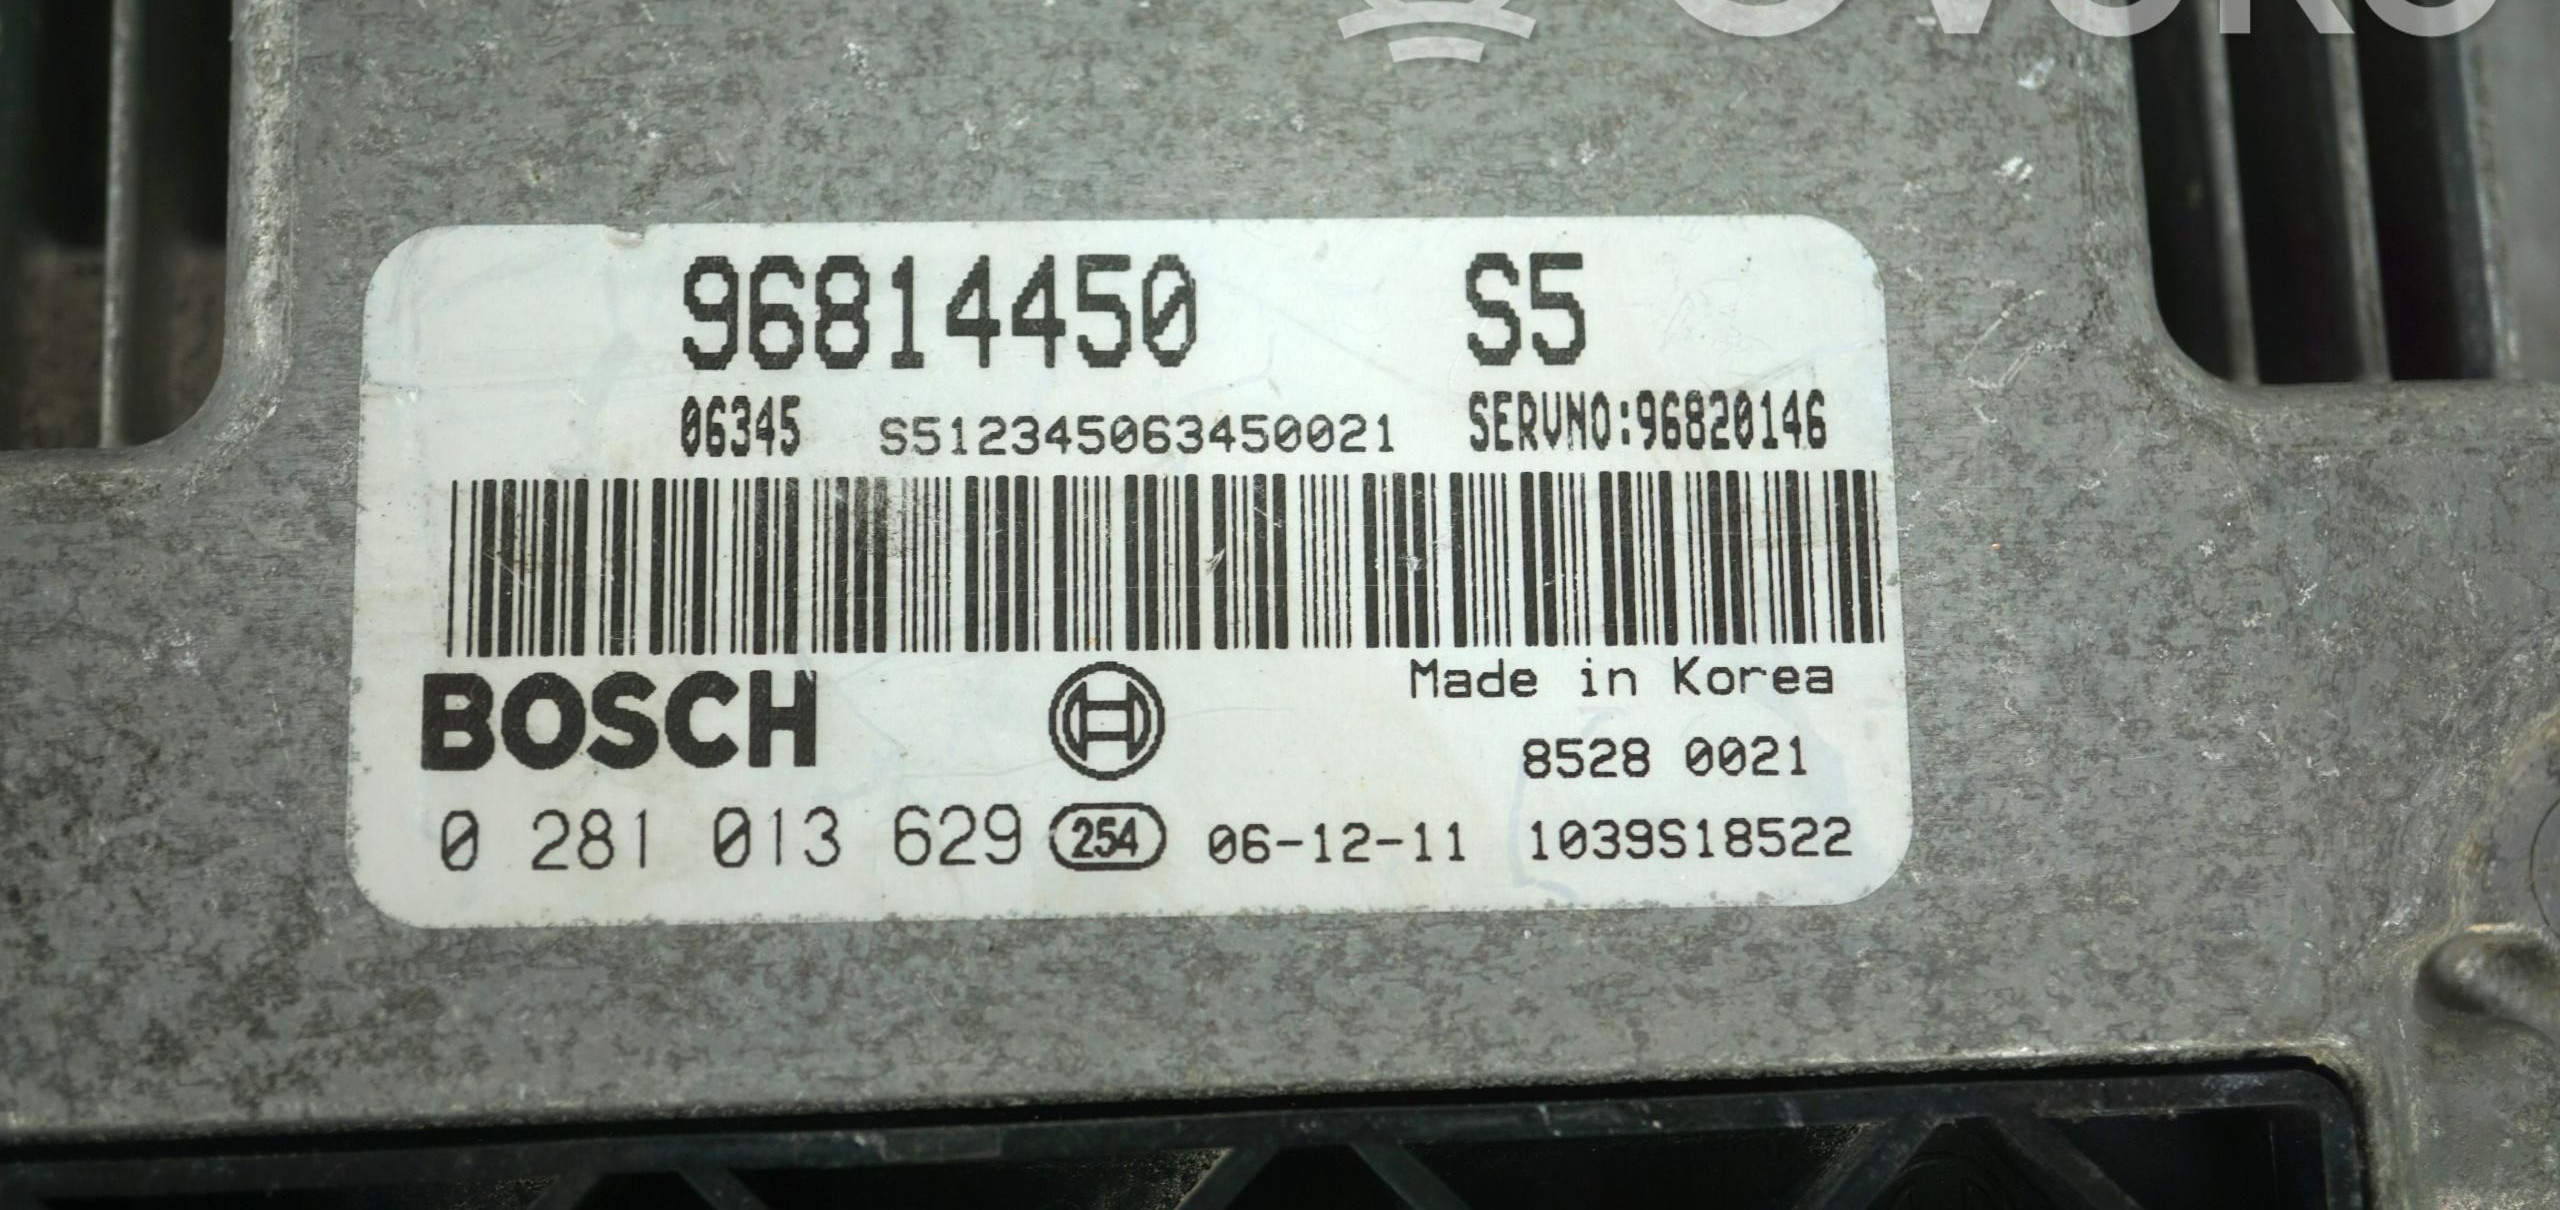 96814450 S5
06345 S512345063450021 SERVNO:96820146
BOSCH
Made in Korea
8528 0021
0 281 013 629 254 06-12-11 1039S18522